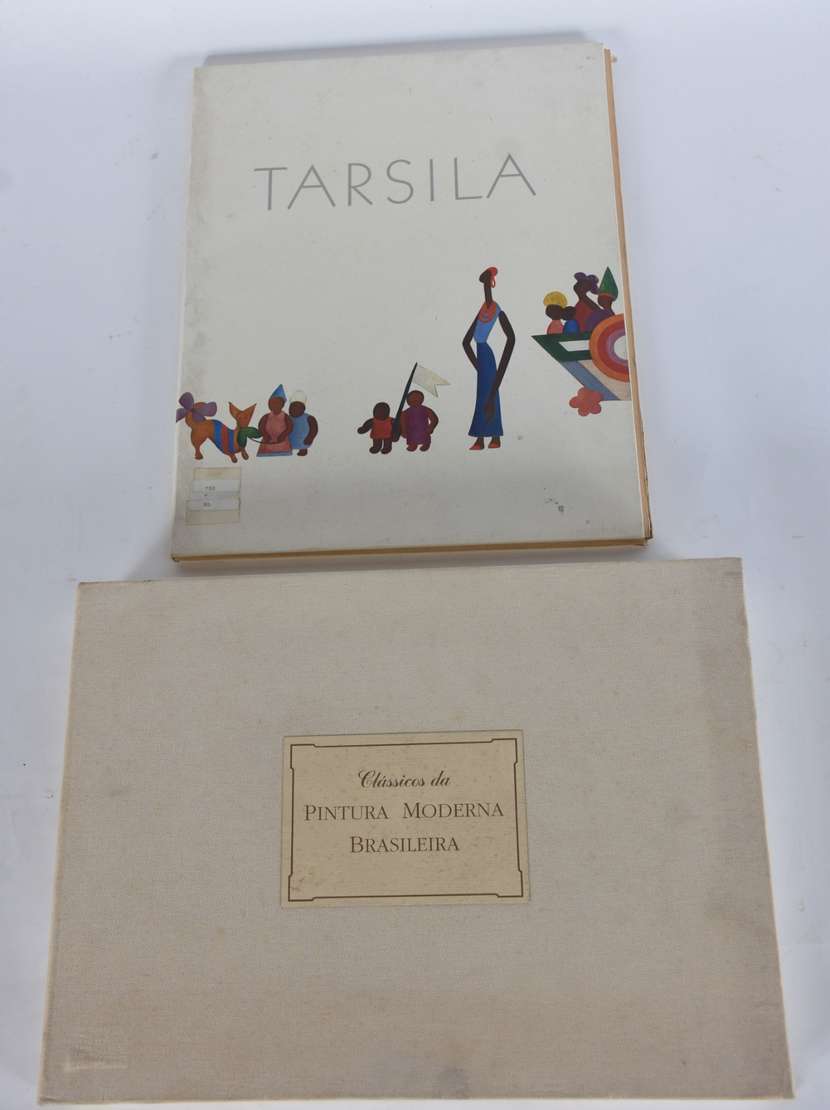 TARSILA
Clássicos da
PINTURA MODERNA
BRASILEIRA